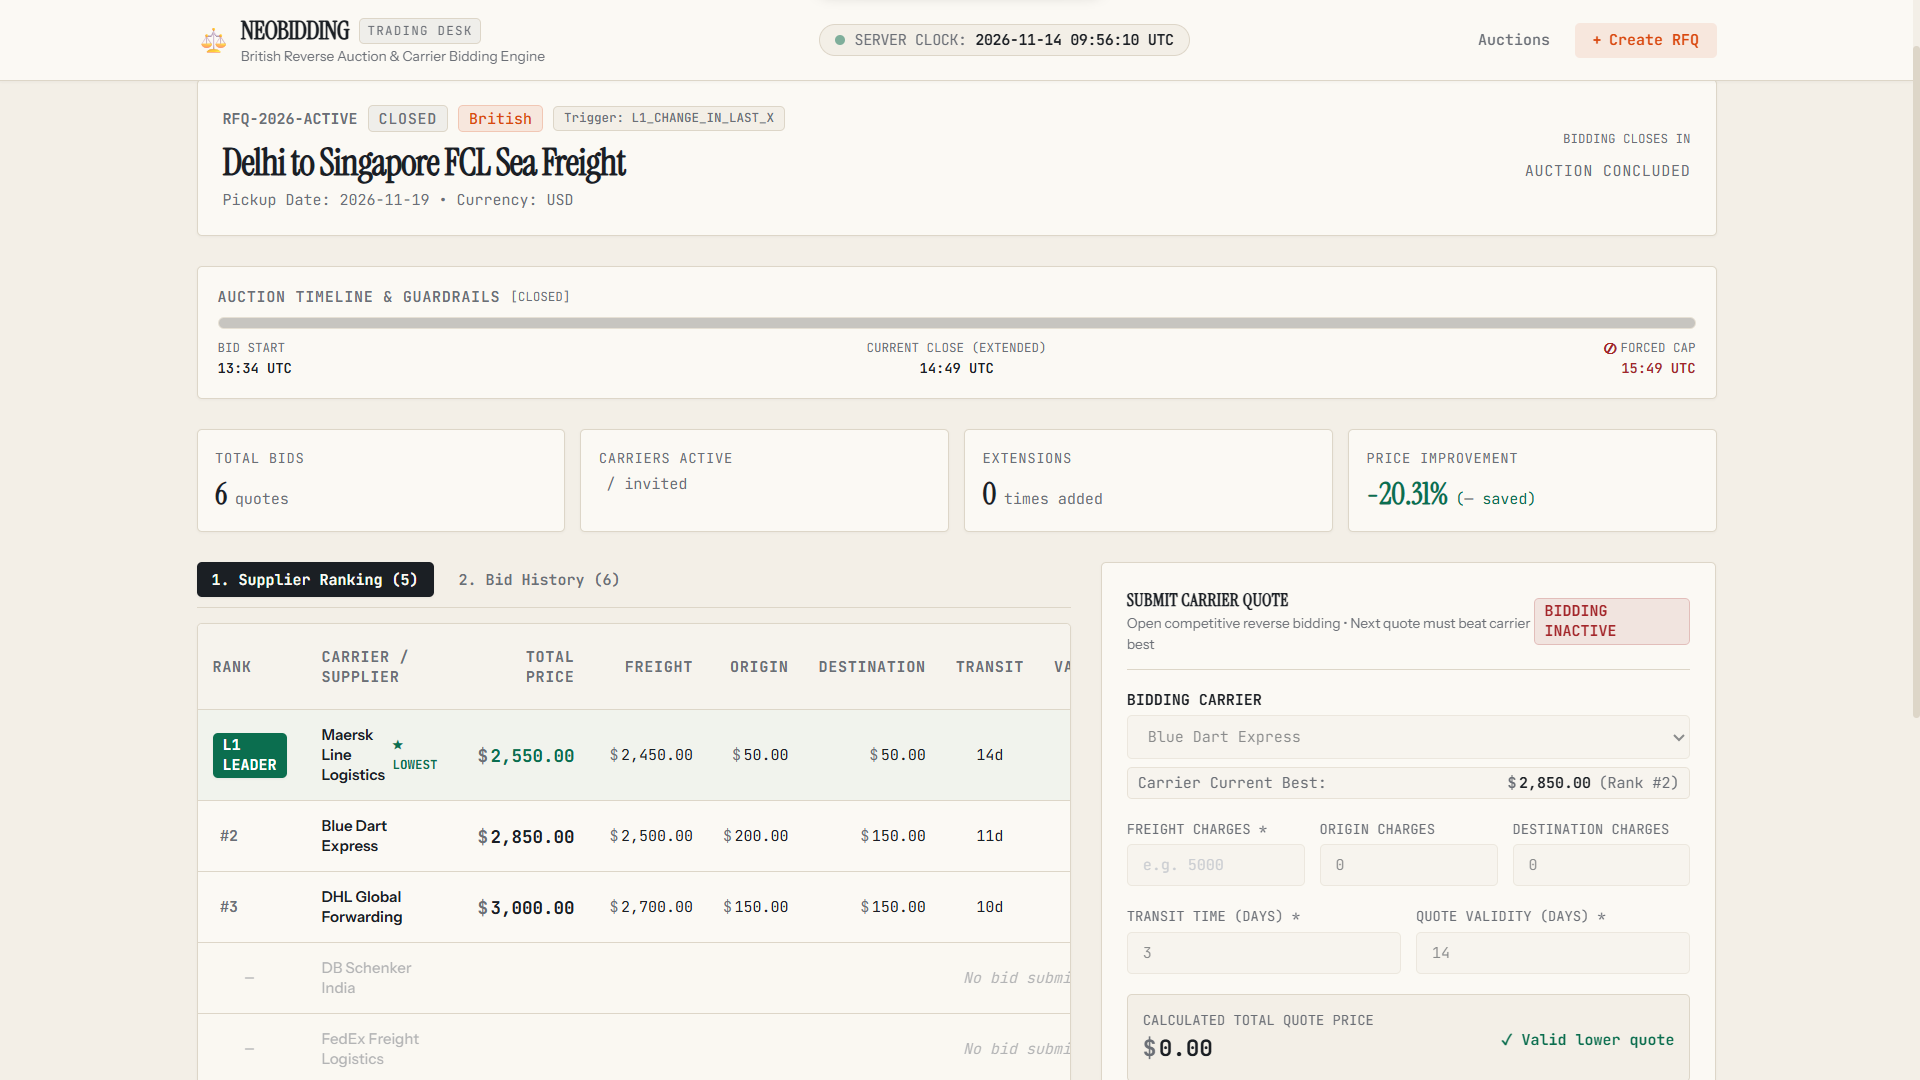 NEOBIDDING TRADING DESK
British Reverse Auction & Carrier Bidding Engine
SERVER CLOCK: 2026-11-14 09:56:10 UTC
Auctions
+ Create RFQ
RFQ-2026-ACTIVE CLOSED British Trigger: L1_CHANGE_IN_LAST_X
Delhi to Singapore FCL Sea Freight
Pickup Date: 2026-11-19 • Currency: USD
BIDDING CLOSES IN
AUCTION CONCLUDED
AUCTION TIMELINE & GUARDRAILS [CLOSED]
BID START
13:34 UTC
CURRENT CLOSE (EXTENDED)
14:49 UTC
FORCED CAP
15:49 UTC
TOTAL BIDS
6 quotes
CARRIERS ACTIVE
/ invited
EXTENSIONS
0 times added
PRICE IMPROVEMENT
-20.31% (— saved)
1. Supplier Ranking (5)
2. Bid History (6)
RANK CARRIER / SUPPLIER TOTAL PRICE FREIGHT ORIGIN DESTINATION TRANSIT VA
L1 LEADER Maersk Line Logistics ★ LOWEST $2,550.00 $2,450.00 $50.00 $50.00 14d
#2 Blue Dart Express $2,850.00 $2,500.00 $200.00 $150.00 11d
#3 DHL Global Forwarding $3,000.00 $2,700.00 $150.00 $150.00 10d
— DB Schenker India No bid submi
— FedEx Freight Logistics No bid submi
SUBMIT CARRIER QUOTE
Open competitive reverse bidding • Next quote must beat carrier
best
BIDDING
INACTIVE
BIDDING CARRIER
Blue Dart Express
Carrier Current Best: $2,850.00 (Rank #2)
FREIGHT CHARGES * ORIGIN CHARGES DESTINATION CHARGES
e.g. 5000 0 0
TRANSIT TIME (DAYS) * QUOTE VALIDITY (DAYS) *
3 14
CALCULATED TOTAL QUOTE PRICE
$0.00
✓ Valid lower quote